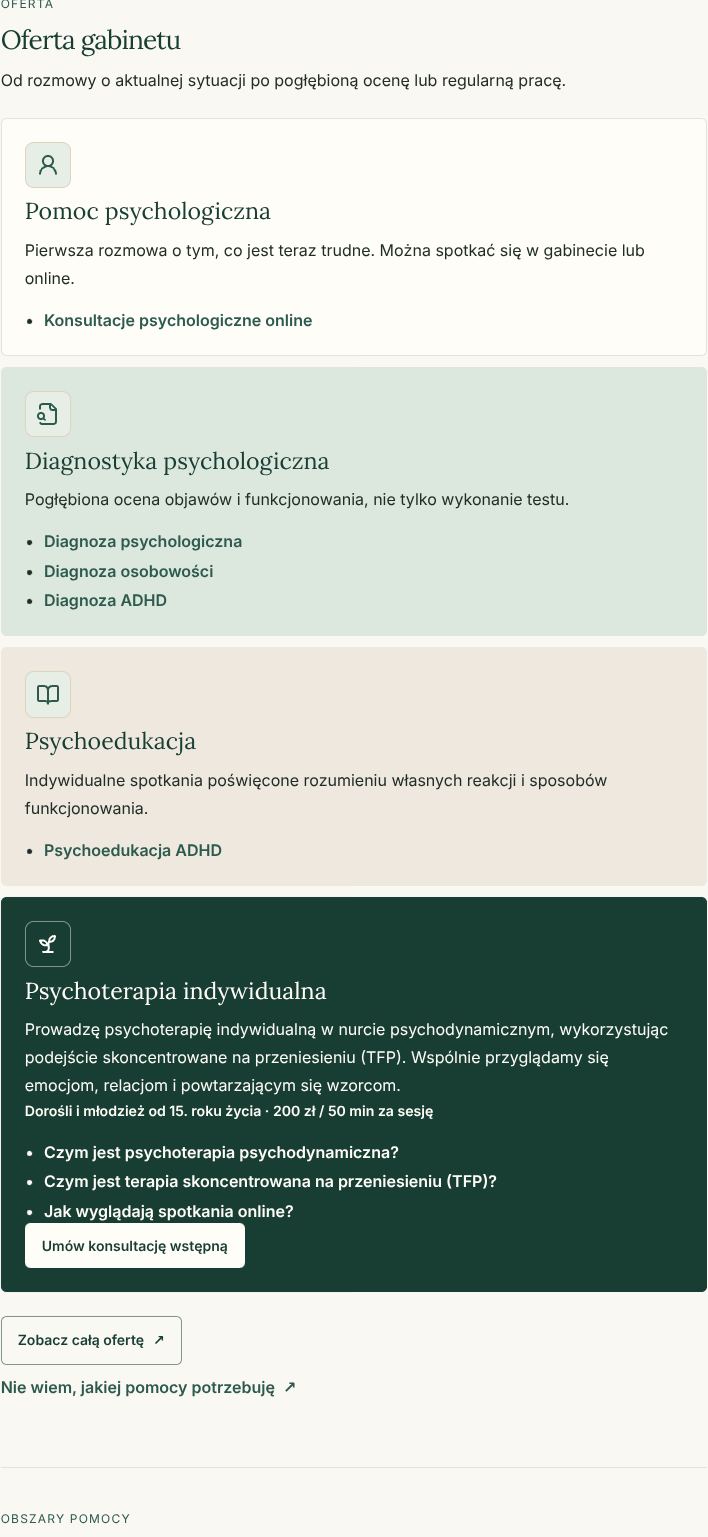 OFERTA
Oferta gabinetu
Od rozmowy o aktualnej sytuacji po pogłębioną ocenę lub regularną pracę.
Pomoc psychologiczna
Pierwsza rozmowa o tym, co jest teraz trudne. Można spotkać się w gabinecie lub
online.
• Konsultacje psychologiczne online
Diagnostyka psychologiczna
Pogłębiona ocena objawów i funkcjonowania, nie tylko wykonanie testu.
• Diagnoza psychologiczna
• Diagnoza osobowości
• Diagnoza ADHD
Psychoedukacja
Indywidualne spotkania poświęcone rozumieniu własnych reakcji i sposobów
funkcjonowania.
• Psychoedukacja ADHD
Psychoterapia indywidualna
Prowadzę psychoterapię indywidualną w nurcie psychodynamicznym, wykorzystując
podejście skoncentrowane na przeniesieniu (TFP). Wspólnie przyglądamy się
emocjom, relacjom i powtarzającym się wzorcom.
Dorośli i młodzież od 15. roku życia · 200 zł / 50 min za sesję
• Czym jest psychoterapia psychodynamiczna?
• Czym jest terapia skoncentrowana na przeniesieniu (TFP)?
• Jak wyglądają spotkania online?
Umów konsultację wstępną
Zobacz całą ofertę ↗
Nie wiem, jakiej pomocy potrzebuję ↗
OBSZARY POMOCY